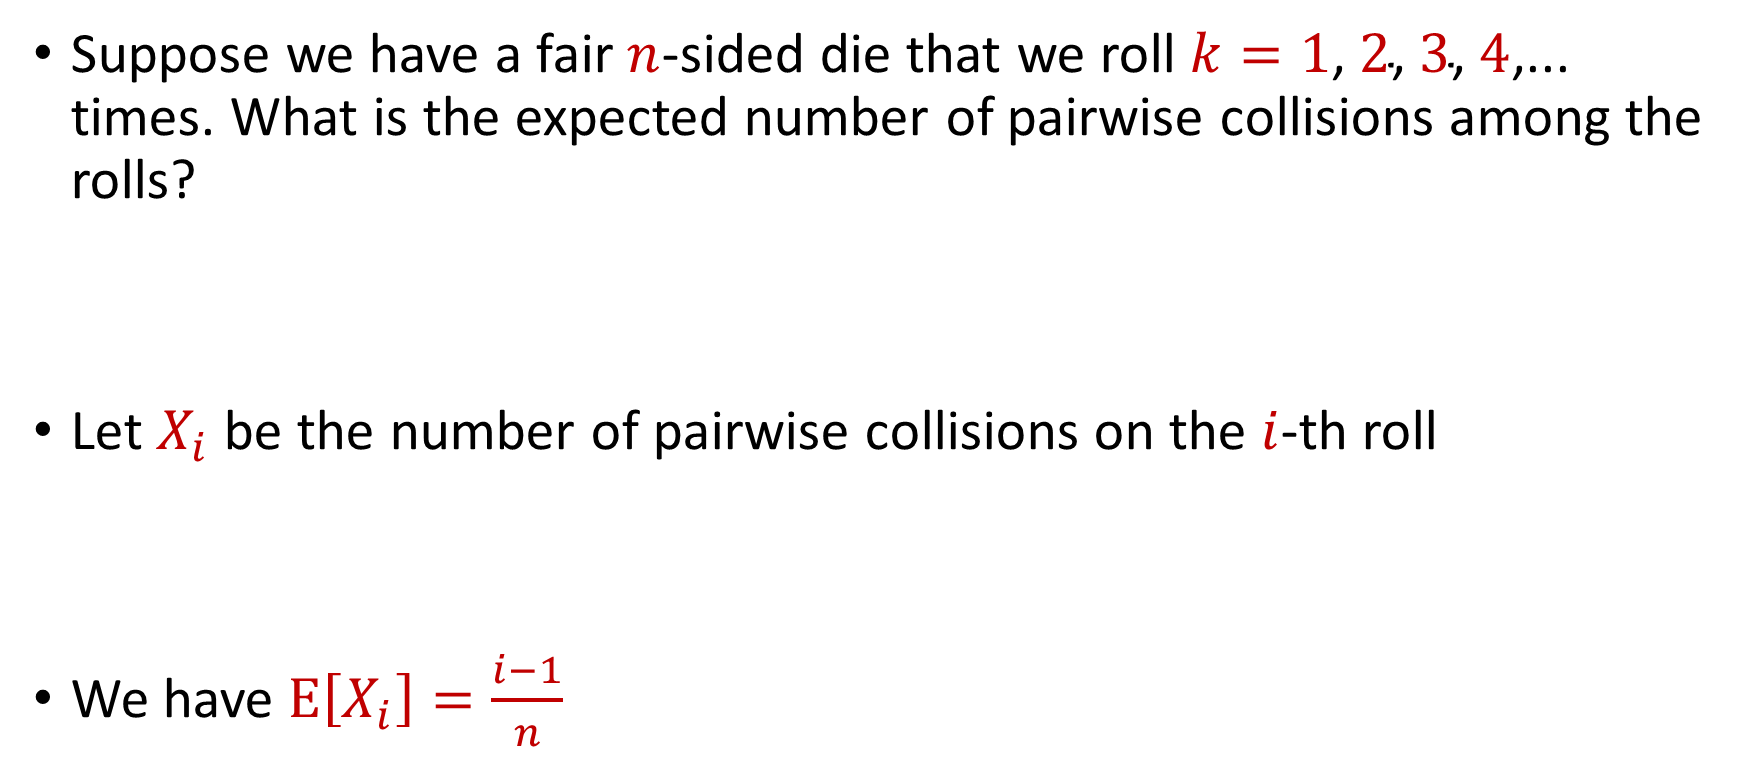 • Suppose we have a fair n-sided die that we roll k = 1, 2,, 3,, 4,...
times. What is the expected number of pairwise collisions among the
rolls?
• Let Xᵢ be the number of pairwise collisions on the i-th roll
• We have E[Xᵢ] = (i−1)/n